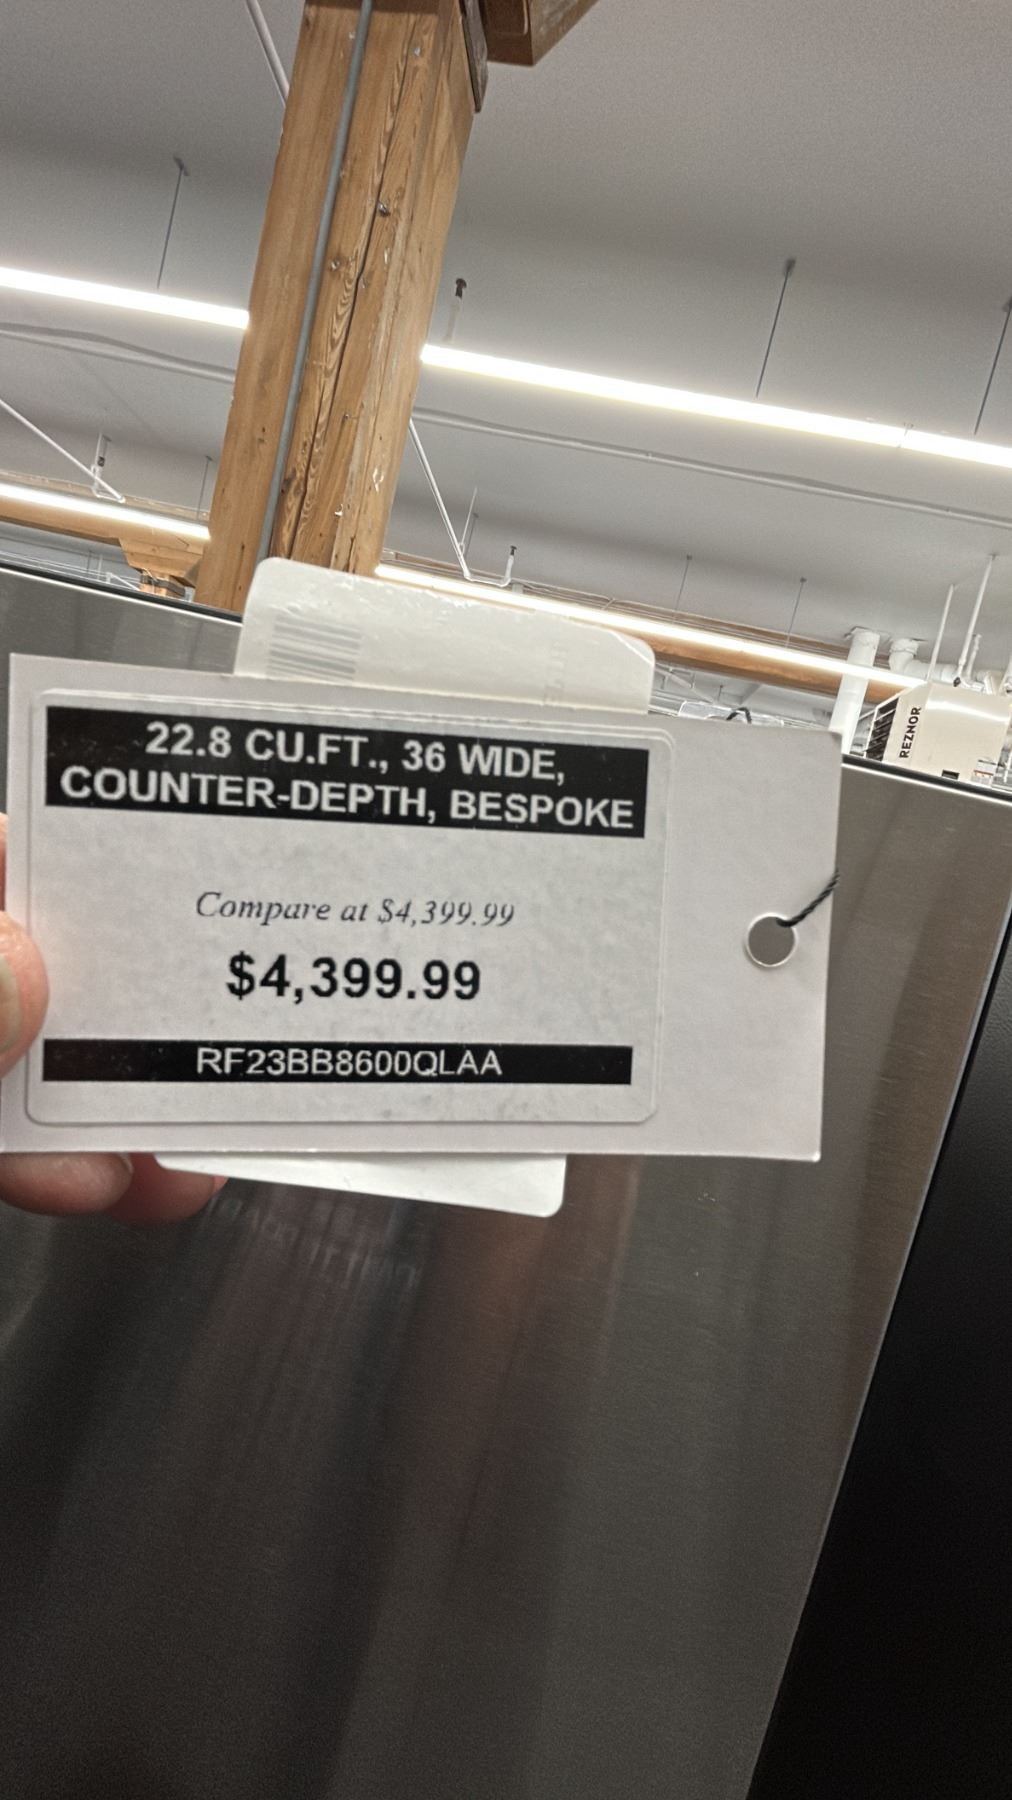 REZNOR
22.8 CU.FT., 36 WIDE,
COUNTER-DEPTH, BESPOKE
Compare at $4,399.99
$4,399.99
RF23BB8600QLAA